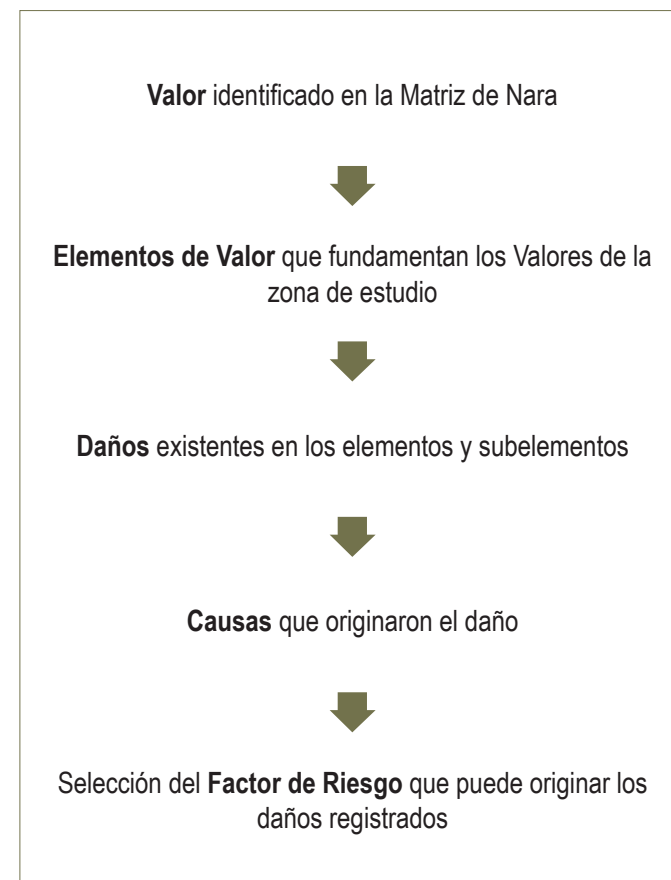 Valor identificado en la Matriz de Nara
Elementos de Valor que fundamentan los Valores de la
zona de estudio
Daños existentes en los elementos y subelementos
Causas que originaron el daño
Selección del Factor de Riesgo que puede originar los
daños registrados